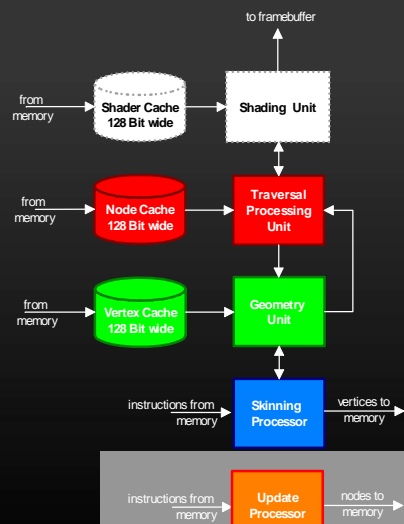 to framebuffer
from
memory
Shader Cache
128 Bit wide
Shading Unit
from
memory
Node Cache
128 Bit wide
Traversal
Processing
Unit
from
memory
Vertex Cache
128 Bit wide
Geometry
Unit
instructions from
memory
Skinning
Processor
vertices to
memory
instructions from
memory
Update
Processor
nodes to
memory